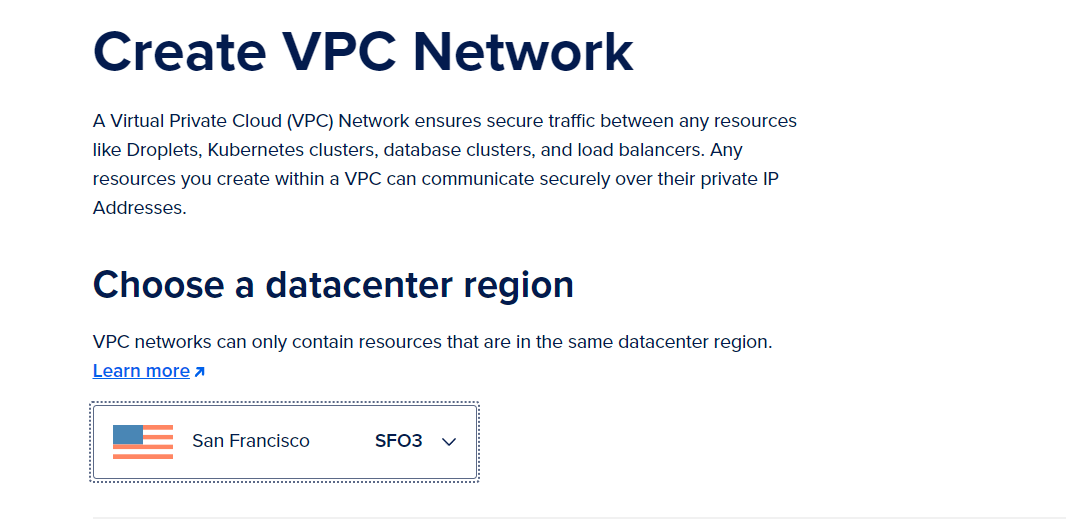 Create VPC Network
A Virtual Private Cloud (VPC) Network ensures secure traffic between any resources
like Droplets, Kubernetes clusters, database clusters, and load balancers. Any
resources you create within a VPC can communicate securely over their private IP
Addresses.
Choose a datacenter region
VPC networks can only contain resources that are in the same datacenter region.
Learn more
San Francisco SFO3